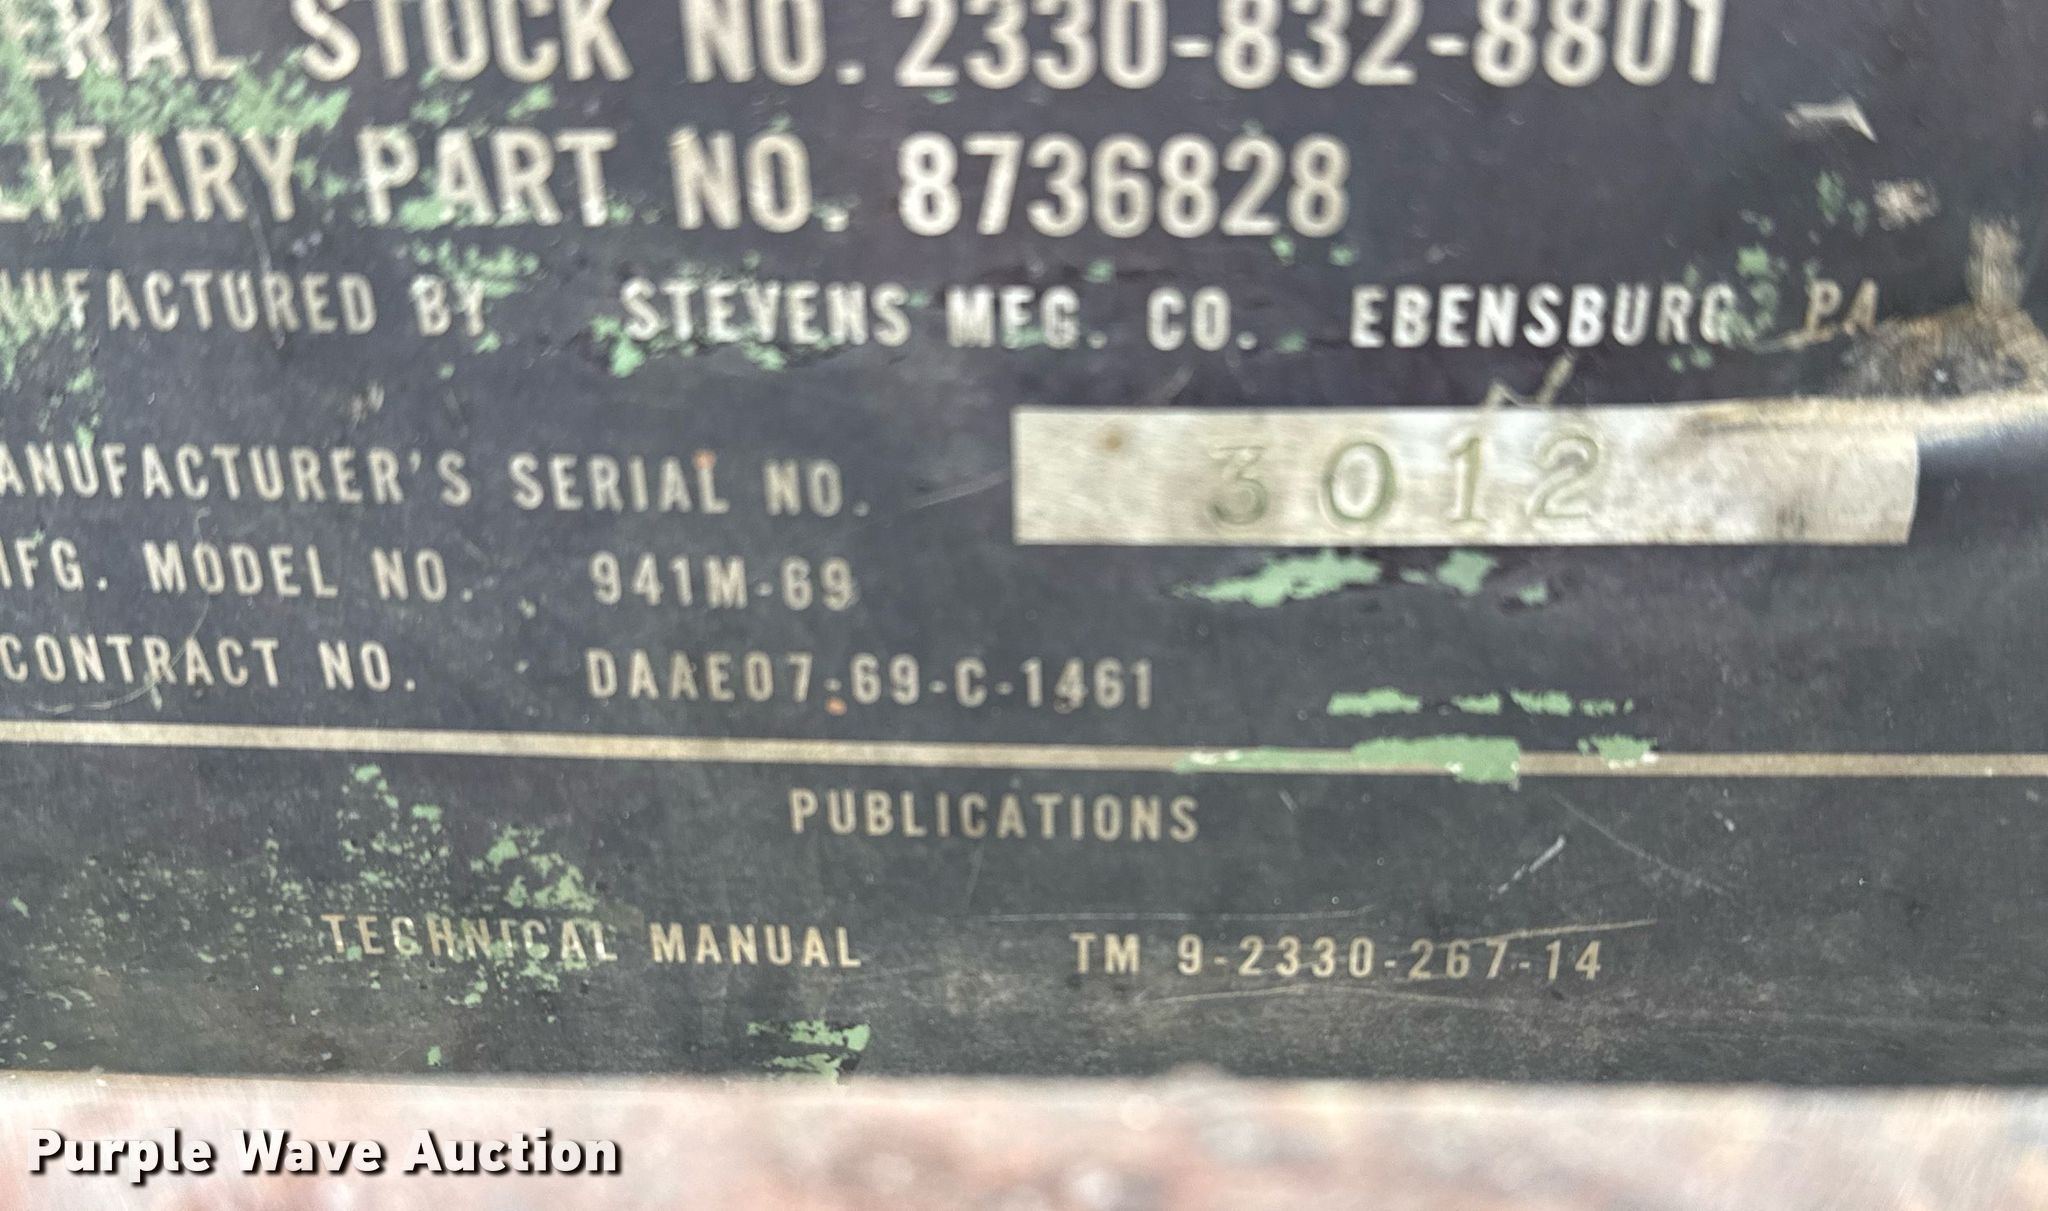 ERAL STOCK NO. 2330-832-8801
LITARY PART NO. 8736828
NUFACTURED BY STEVENS MFG. CO. EBENSBURG, PA
ANUFACTURER'S SERIAL NO. 3012
MFG. MODEL NO. 941M-69
CONTRACT NO. DAAE07-69-C-1461
PUBLICATIONS
TECHNICAL MANUAL TM 9-2330-267-14
Purple Wave Auction